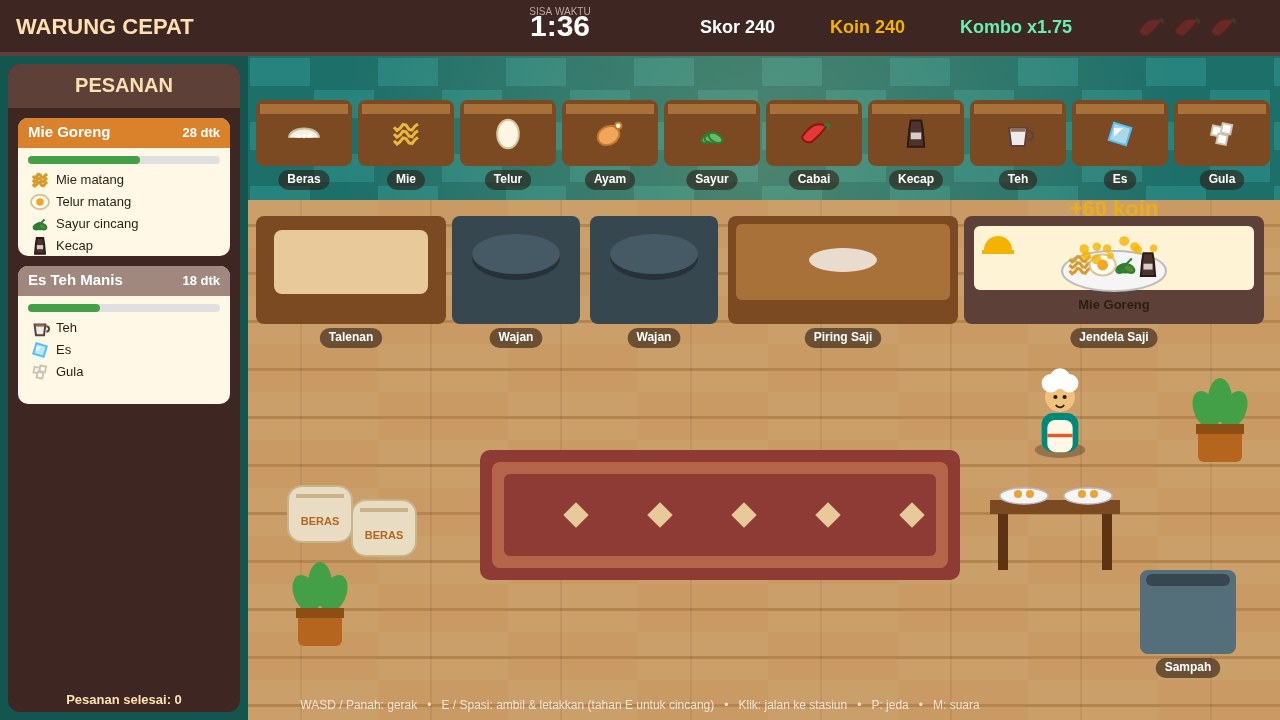 WARUNG CEPAT
SISA WAKTU
1:36
Skor 240
Koin 240
Kombo x1.75
PESANAN
Mie Goreng 28 dtk
Mie matang
Telur matang
Sayur cincang
Kecap
Es Teh Manis 18 dtk
Teh
Es
Gula
Pesanan selesai: 0
Beras
Mie
Telur
Ayam
Sayur
Cabai
Kecap
Teh
Es
Gula
+60 koin
Mie Goreng
Talenan
Wajan
Wajan
Piring Saji
Jendela Saji
BERAS
BERAS
Sampah
WASD / Panah: gerak • E / Spasi: ambil & letakkan (tahan E untuk cincang) • Klik: jalan ke stasiun • P: jeda • M: suara